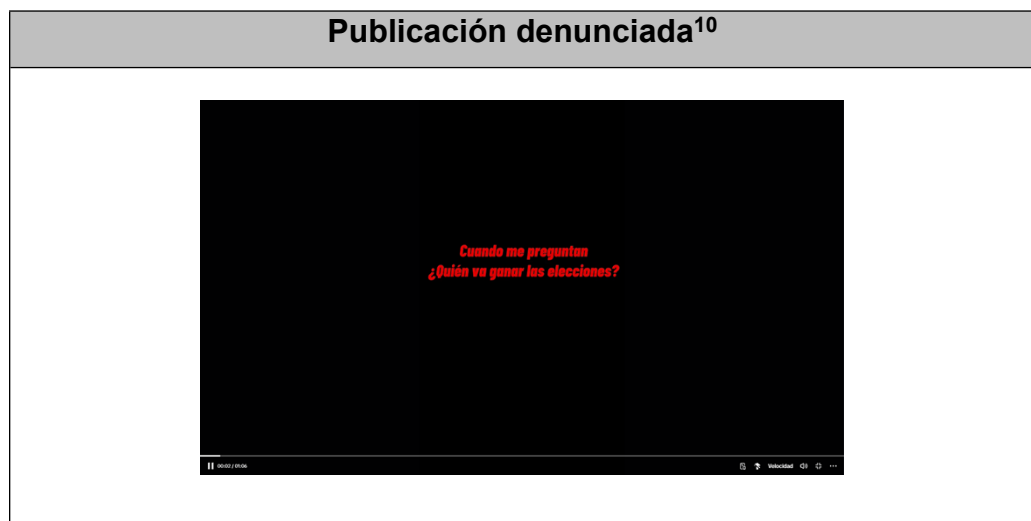 Publicación denunciada10
Cuando me preguntan
¿Quién va ganar las elecciones?
00:02 / 01:06 Velocidad